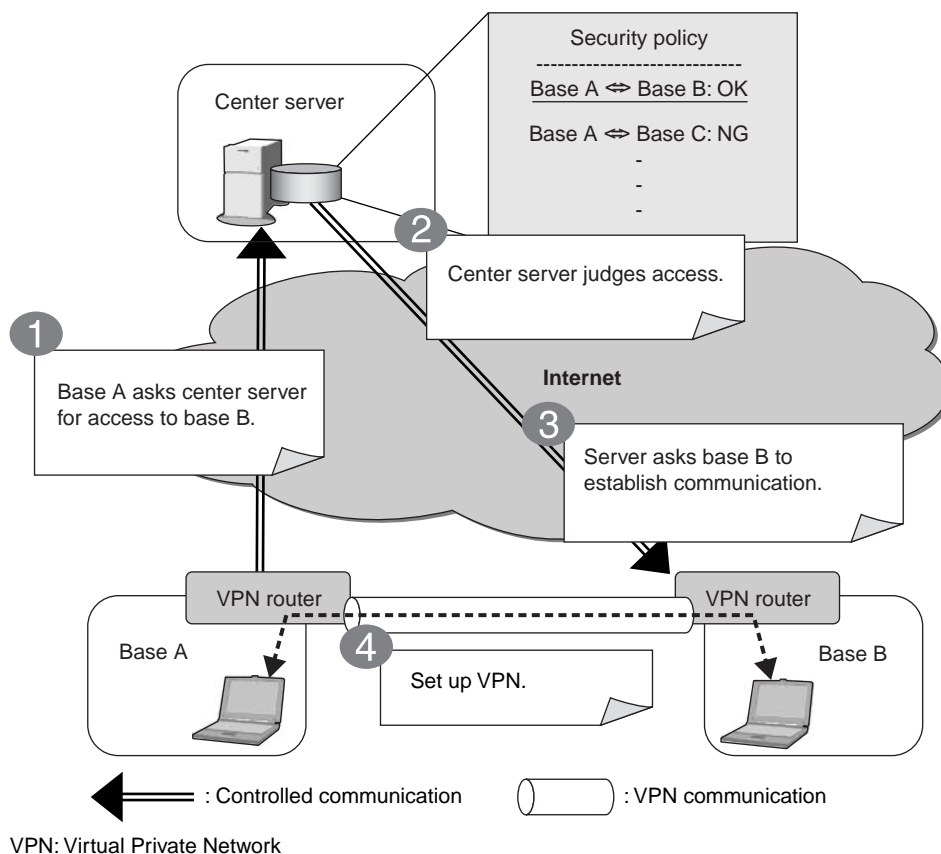 Security policy
------------------------------
Base A ⇔ Base B: OK
Base A ⇔ Base C: NG
-
-
-
Center server
2
Center server judges access.
1
Base A asks center server
for access to base B.
Internet
3
Server asks base B to
establish communication.
VPN router
VPN router
Base A
4
Set up VPN.
Base B
: Controlled communication
: VPN communication
VPN: Virtual Private Network